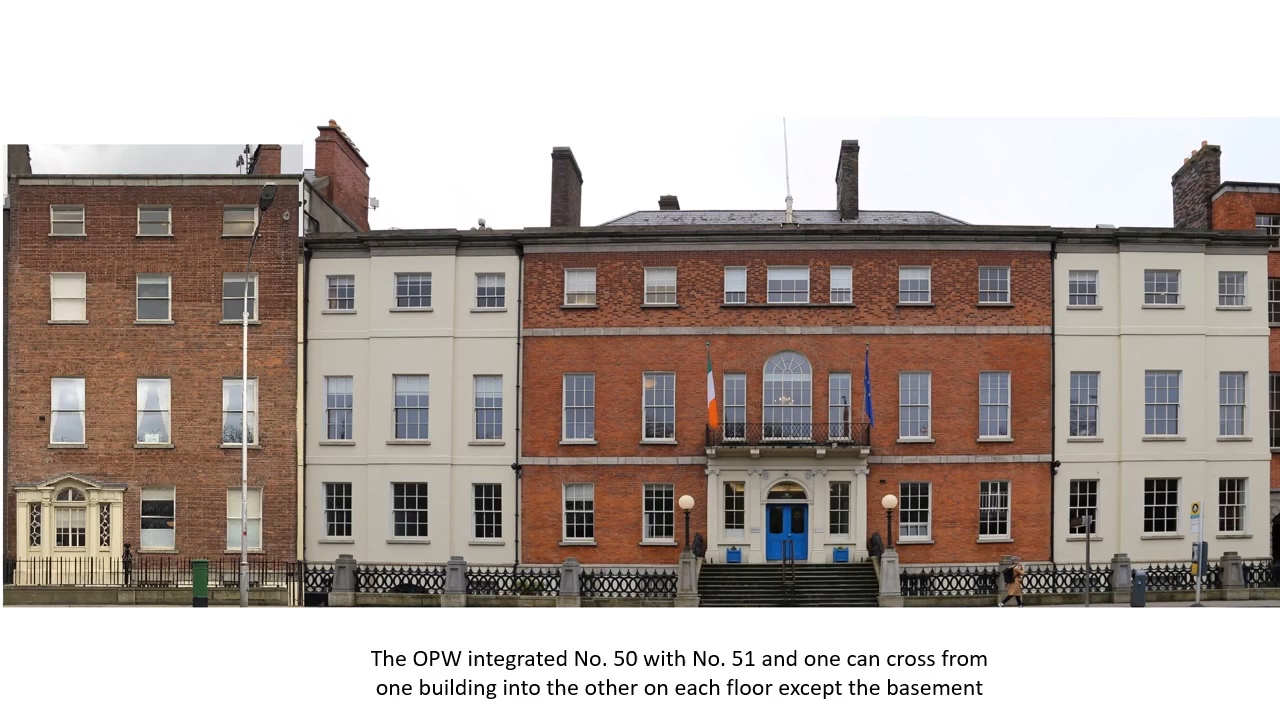 The OPW integrated No. 50 with No. 51 and one can cross from
one building into the other on each floor except the basement